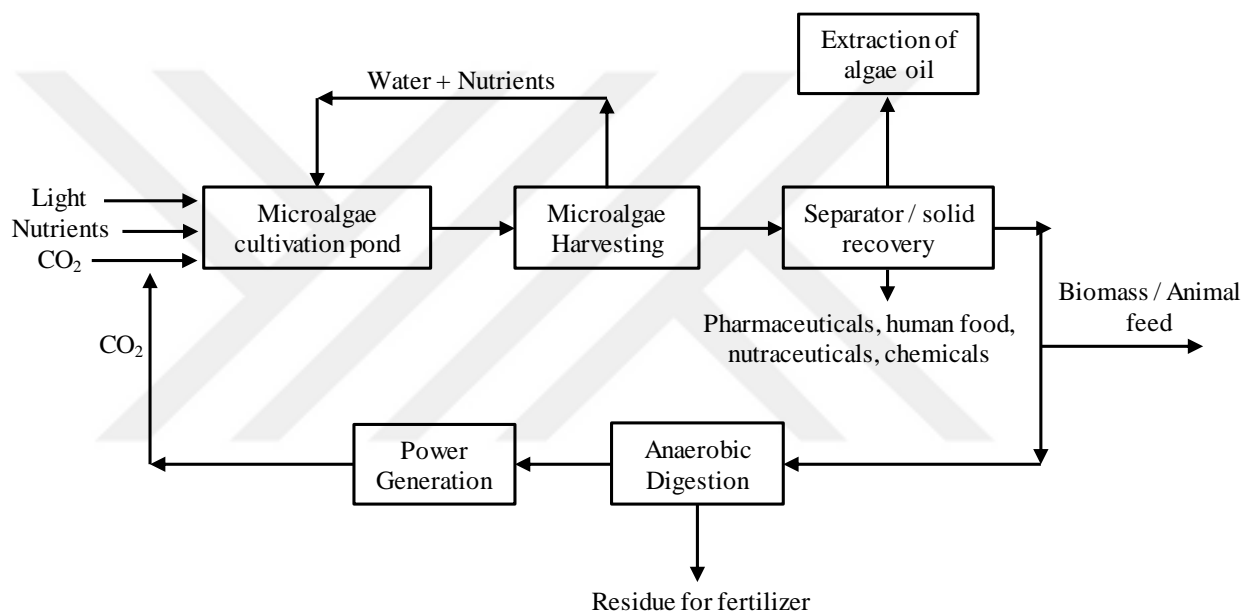 Extraction of
algae oil
Water + Nutrients
Light
Nutrients
CO₂
Microalgae
cultivation pond
Microalgae
Harvesting
Separator / solid
recovery
Biomass / Animal
feed
Pharmaceuticals, human food,
nutraceuticals, chemicals
CO₂
Power
Generation
Anaerobic
Digestion
Residue for fertilizer